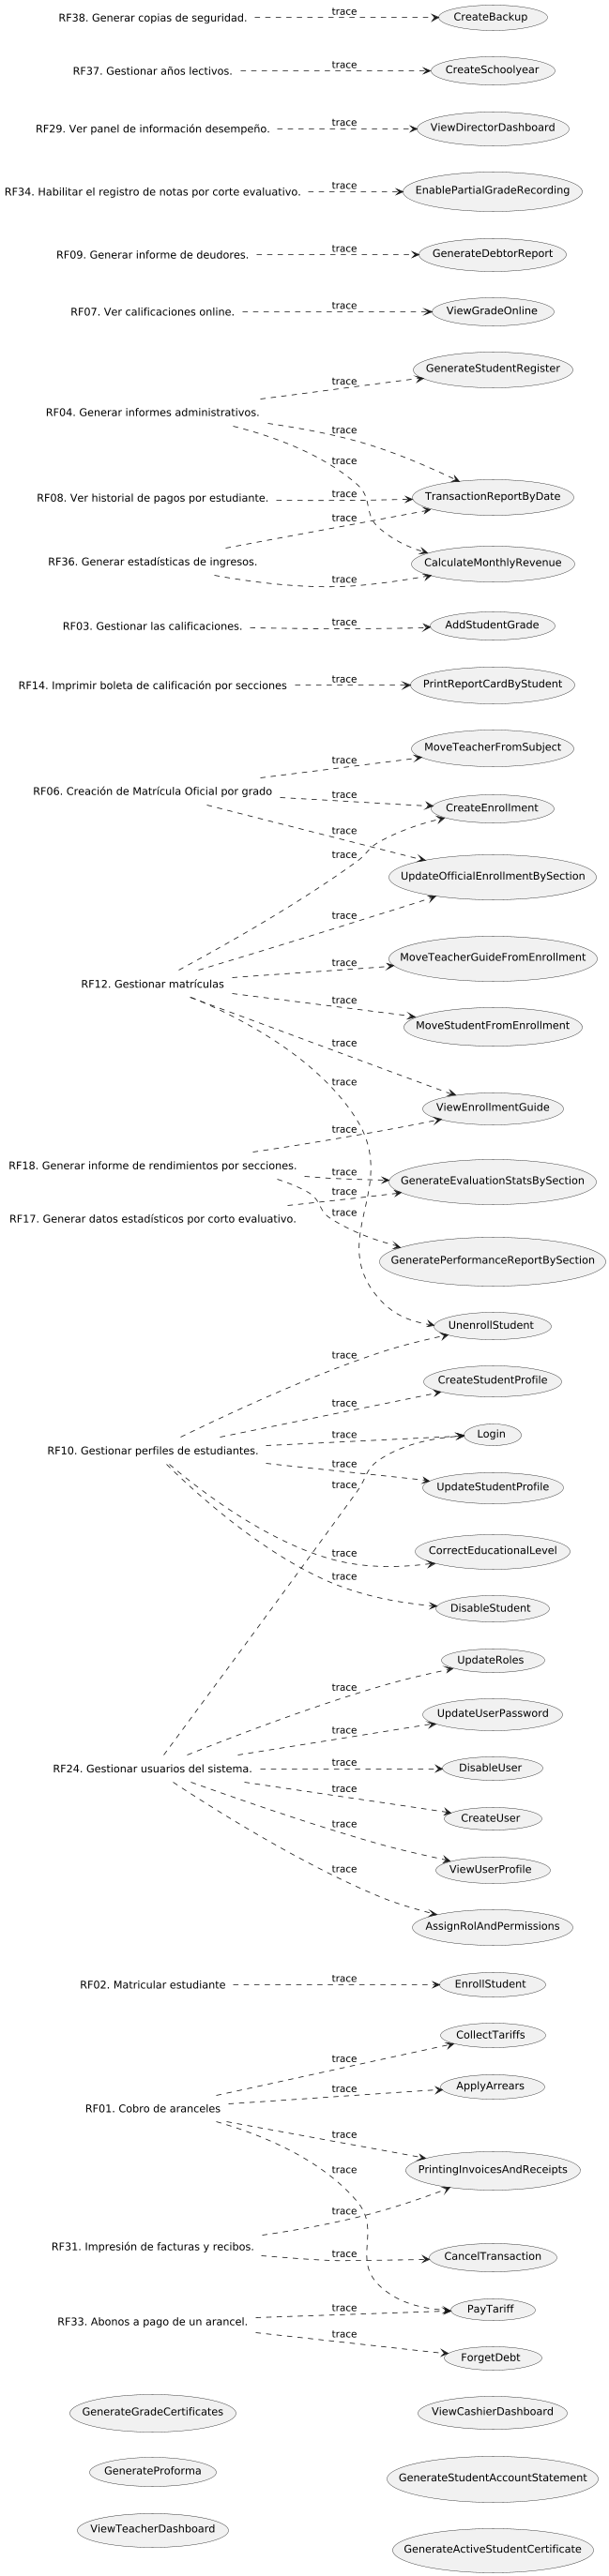 RF38. Generar copias de seguridad.
trace
CreateBackup
RF37. Gestionar años lectivos.
trace
CreateSchoolyear
RF29. Ver panel de información desempeño.
trace
ViewDirectorDashboard
RF34. Habilitar el registro de notas por corte evaluativo.
trace
EnablePartialGradeRecording
RF09. Generar informe de deudores.
trace
GenerateDebtorReport
RF07. Ver calificaciones online.
trace
ViewGradeOnline
GenerateStudentRegister
trace
RF04. Generar informes administrativos.
trace
trace
RF08. Ver historial de pagos por estudiante.
trace
TransactionReportByDate
trace
RF36. Generar estadísticas de ingresos.
CalculateMonthlyRevenue
trace
RF03. Gestionar las calificaciones.
trace
AddStudentGrade
RF14. Imprimir boleta de calificación por secciones
trace
PrintReportCardByStudent
MoveTeacherFromSubject
trace
RF06. Creación de Matrícula Oficial por grado
trace
CreateEnrollment
trace
trace
UpdateOfficialEnrollmentBySection
trace
MoveTeacherGuideFromEnrollment
trace
RF12. Gestionar matrículas
trace
MoveStudentFromEnrollment
trace
trace
ViewEnrollmentGuide
trace
RF18. Generar informe de rendimientos por secciones.
trace
GenerateEvaluationStatsBySection
trace
RF17. Generar datos estadísticos por corto evaluativo.
trace
GeneratePerformanceReportBySection
UnenrollStudent
trace
CreateStudentProfile
trace
Login
trace
RF10. Gestionar perfiles de estudiantes.
trace
trace
UpdateStudentProfile
CorrectEducationalLevel
trace
trace
DisableStudent
UpdateRoles
trace
UpdateUserPassword
trace
RF24. Gestionar usuarios del sistema.
trace
DisableUser
trace
CreateUser
trace
ViewUserProfile
trace
AssignRolAndPermissions
RF02. Matricular estudiante
trace
EnrollStudent
CollectTariffs
trace
ApplyArrears
trace
RF01. Cobro de aranceles
trace
trace
PrintingInvoicesAndReceipts
trace
RF31. Impresión de facturas y recibos.
trace
CancelTransaction
trace
PayTariff
RF33. Abonos a pago de un arancel.
trace
ForgetDebt
GenerateGradeCertificates
ViewCashierDashboard
GenerateProforma
GenerateStudentAccountStatement
ViewTeacherDashboard
GenerateActiveStudentCertificate